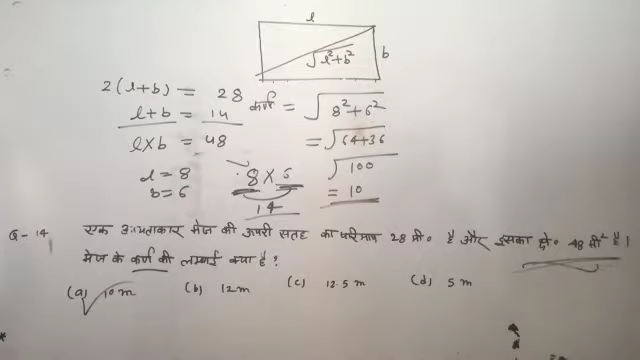 l
b
√l²+b²
2(l+b) = 28
l+b = 14
l×b = 48
l = 8
b = 6
8 × 6
14
कर्ण = √8²+6²
= √64+36
√100
= 10
Q-14 एक आयताकार मेज की ऊपरी सतह का परिमाप 28 मी० है और इसका क्षे० 48 मी² है।
मेज के कर्ण की लम्बाई क्या है?
(a) 10 m (b) 12 m (c) 12.5 m (d) 5 m